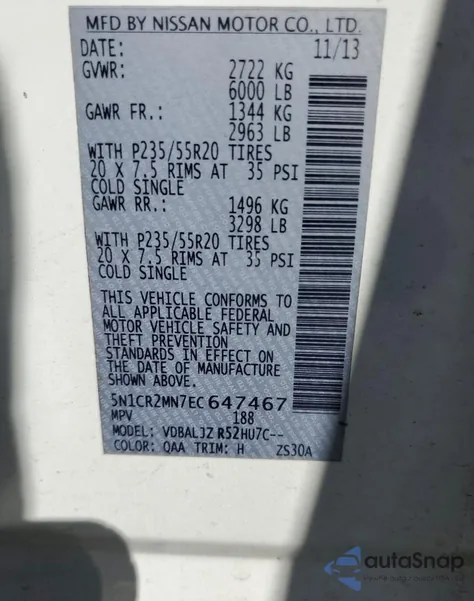 MFD BY NISSAN MOTOR CO., LTD.
DATE: 11/13
GVWR: 2722 KG
6000 LB
GAWR FR.: 1344 KG
2963 LB
WITH P235/55R20 TIRES
20 X 7.5 RIMS AT 35 PSI
COLD SINGLE
GAWR RR.: 1496 KG
3298 LB
WITH P235/55R20 TIRES
20 X 7.5 RIMS AT 35 PSI
COLD SINGLE
THIS VEHICLE CONFORMS TO
ALL APPLICABLE FEDERAL
MOTOR VEHICLE SAFETY AND
THEFT PREVENTION
STANDARDS IN EFFECT ON
THE DATE OF MANUFACTURE
SHOWN ABOVE.
5N1CR2MN7EC647467
MPV 188
MODEL: VDBALJZ R52HU7C--
COLOR: QAA TRIM: H ZS30A
autoSnap